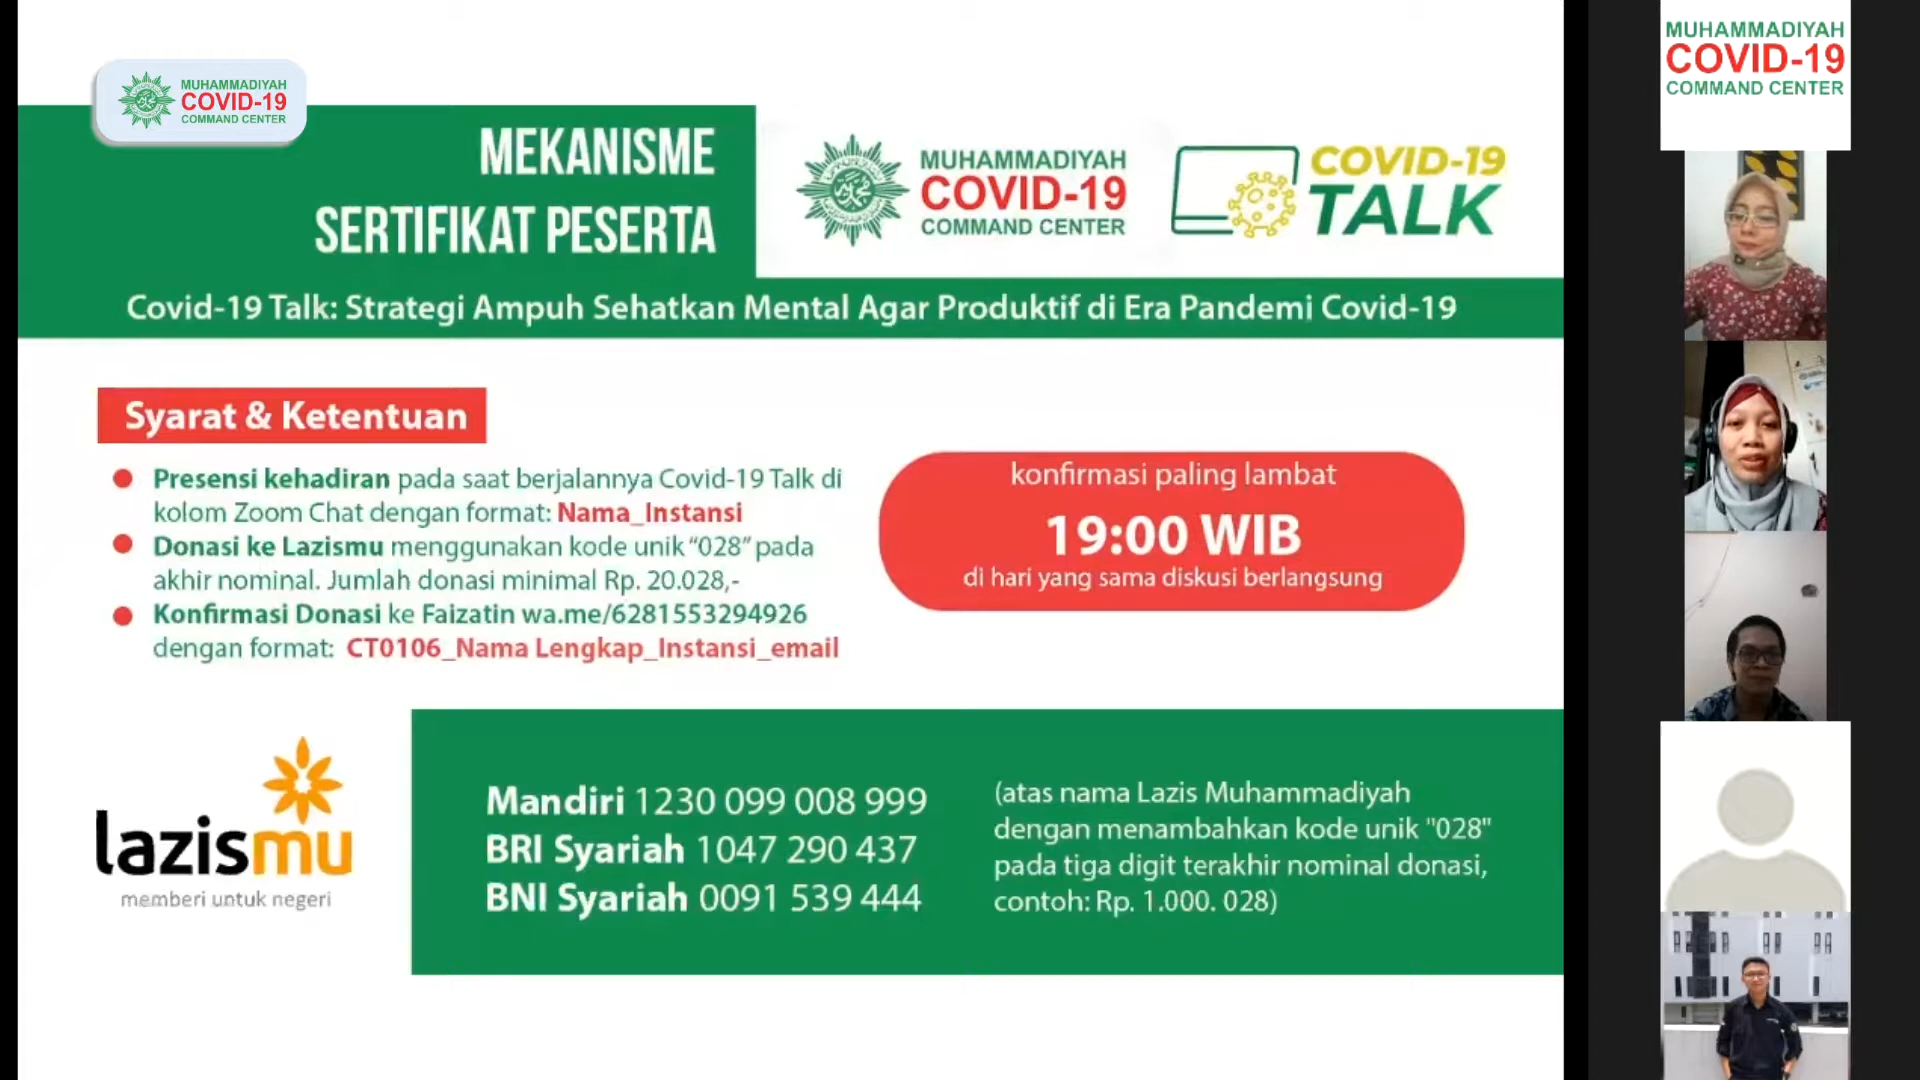 MUHAMMADIYAH
COVID-19
COMMAND CENTER
MEKANISME
SERTIFIKAT PESERTA
MUHAMMADIYAH
COVID-19
COMMAND CENTER
COVID-19
TALK
Covid-19 Talk: Strategi Ampuh Sehatkan Mental Agar Produktif di Era Pandemi Covid-19
Syarat & Ketentuan
Presensi kehadiran pada saat berjalannya Covid-19 Talk di
kolom Zoom Chat dengan format: Nama_Instansi
Donasi ke Lazismu menggunakan kode unik “028” pada
akhir nominal. Jumlah donasi minimal Rp. 20.028,-
Konfirmasi Donasi ke Faizatin wa.me/6281553294926
dengan format: CT0106_Nama Lengkap_Instansi_email
konfirmasi paling lambat
19:00 WIB
di hari yang sama diskusi berlangsung
lazismu
memberi untuk negeri
Mandiri 1230 099 008 999
BRI Syariah 1047 290 437
BNI Syariah 0091 539 444
(atas nama Lazis Muhammadiyah
dengan menambahkan kode unik "028"
pada tiga digit terakhir nominal donasi,
contoh: Rp. 1.000. 028)
MUHAMMADIYAH
COVID-19
COMMAND CENTER